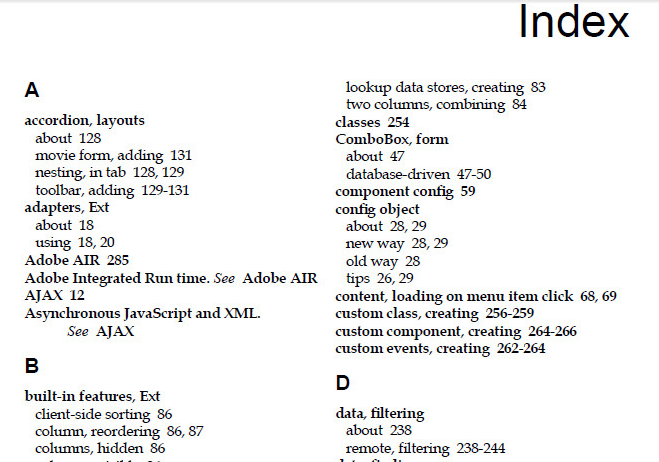 Index
A
accordion, layouts
about 128
movie form, adding 131
nesting, in tab 128, 129
toolbar, adding 129-131
adapters, Ext
about 18
using 18, 20
Adobe AIR 285
Adobe Integrated Run time. See Adobe AIR
AJAX 12
Asynchronous JavaScript and XML.
See AJAX
B
built-in features, Ext
client-side sorting 86
column, reordering 86, 87
columns, hidden 86
lookup data stores, creating 83
two columns, combining 84
classes 254
ComboBox, form
about 47
database-driven 47-50
component config 59
config object
about 28, 29
new way 28, 29
old way 28
tips 26, 29
content, loading on menu item click 68, 69
custom class, creating 256-259
custom component, creating 264-266
custom events, creating 262-264
D
data, filtering
about 238
remote, filtering 238-244